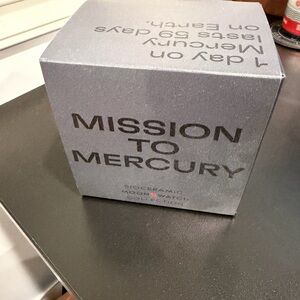 1 day on
Mercury
lasts 59 days
on Earth.
MISSION
TO
MERCURY
BIOCERAMIC
MOONSWATCH
COLLECTION